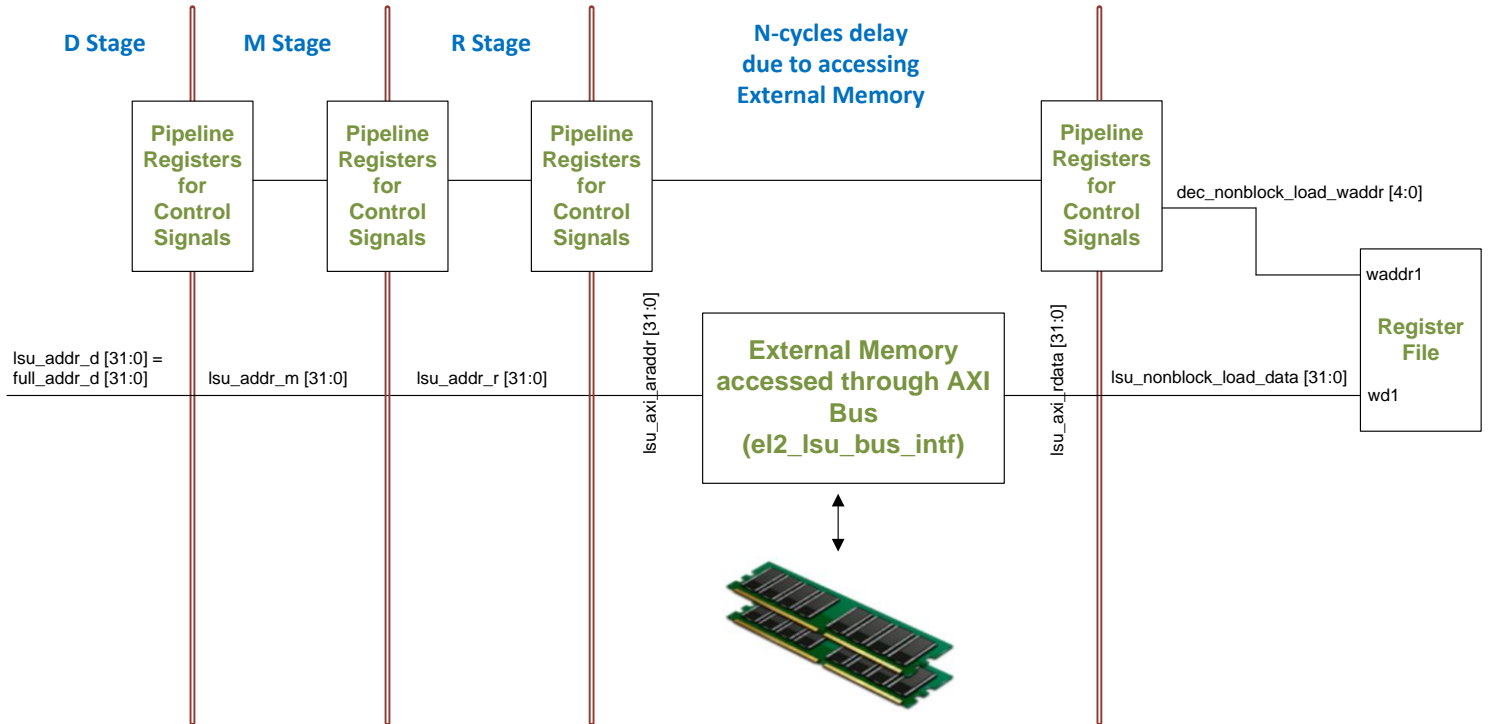 D Stage
M Stage
R Stage
N-cycles delay
due to accessing
External Memory
Pipeline
Registers
for
Control
Signals
Pipeline
Registers
for
Control
Signals
Pipeline
Registers
for
Control
Signals
Pipeline
Registers
for
Control
Signals
dec_nonblock_load_waddr [4:0]
waddr1
Register
File
wd1
lsu_addr_d [31:0] =
full_addr_d [31:0]
lsu_addr_m [31:0]
lsu_addr_r [31:0]
lsu_axi_araddr [31:0]
External Memory
accessed through AXI
Bus
(el2_lsu_bus_intf)
lsu_axi_rdata [31:0]
lsu_nonblock_load_data [31:0]